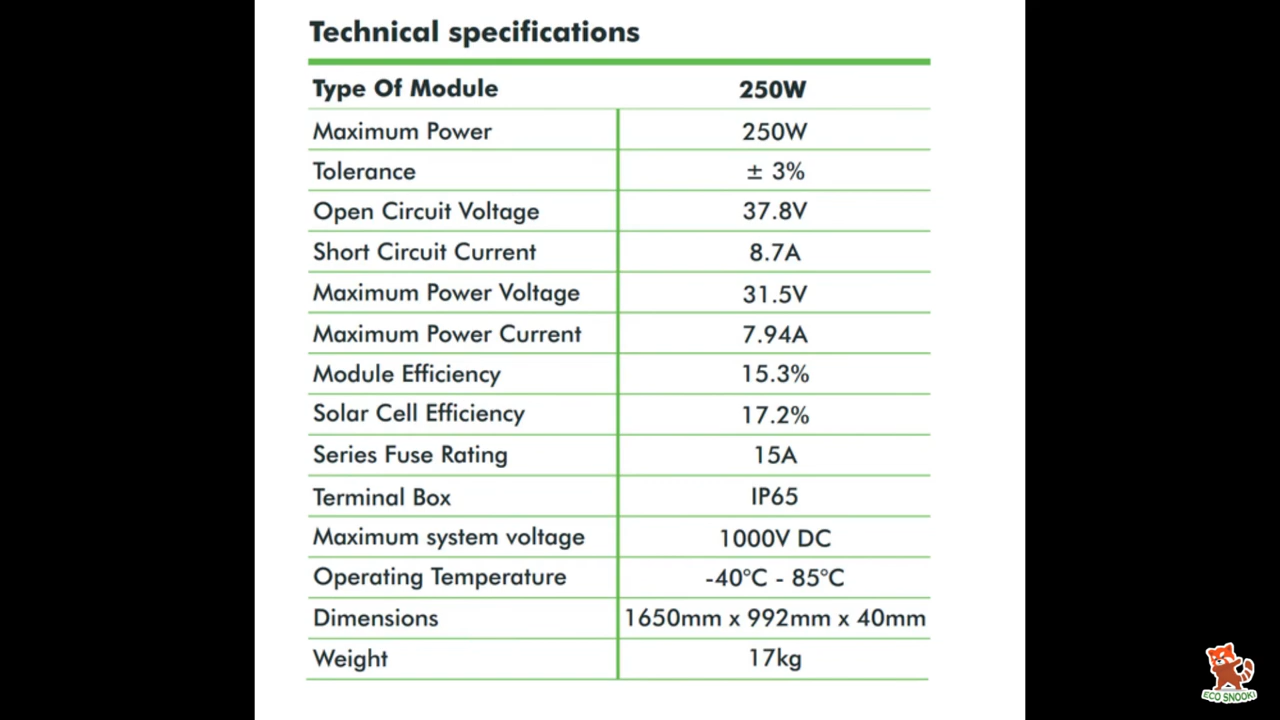 Technical specifications
Type Of Module 250W
Maximum Power 250W
Tolerance ± 3%
Open Circuit Voltage 37.8V
Short Circuit Current 8.7A
Maximum Power Voltage 31.5V
Maximum Power Current 7.94A
Module Efficiency 15.3%
Solar Cell Efficiency 17.2%
Series Fuse Rating 15A
Terminal Box IP65
Maximum system voltage 1000V DC
Operating Temperature -40°C - 85°C
Dimensions 1650mm x 992mm x 40mm
Weight 17kg
ECO SNOOKI